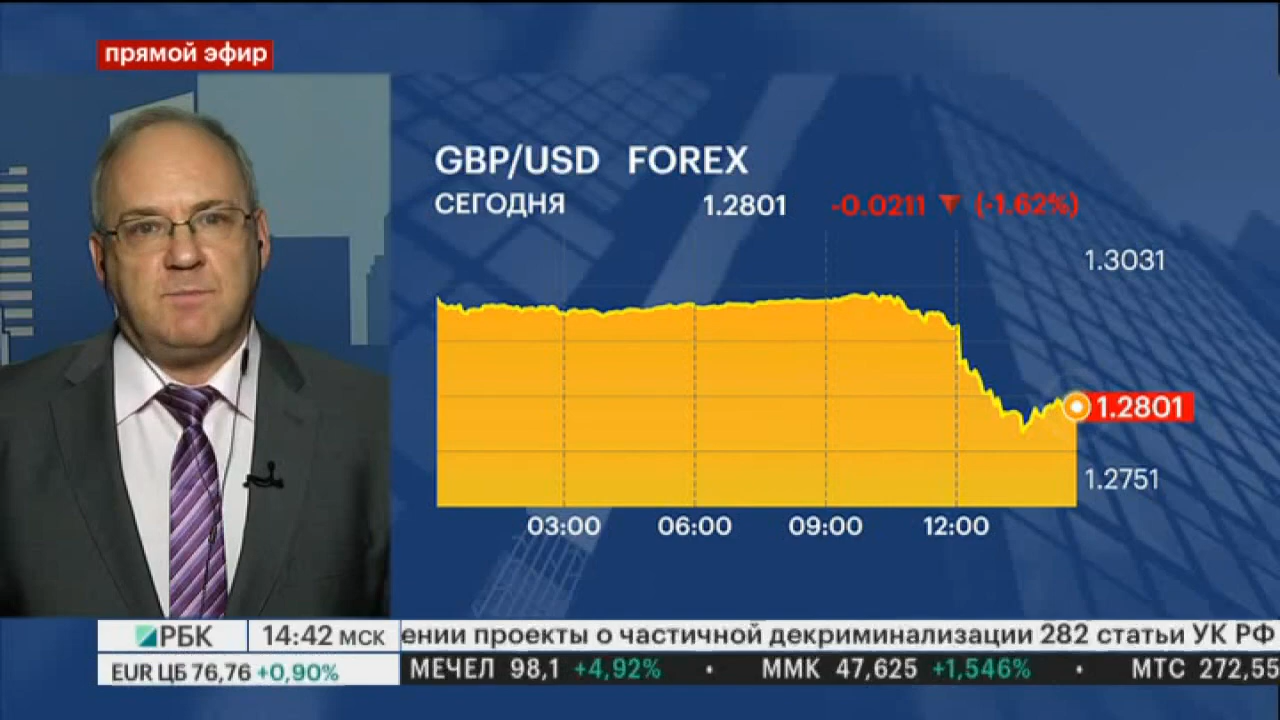 прямой эфир
GBP/USD FOREX
СЕГОДНЯ 1.2801 -0.0211 ▼ (-1.62%)
1.3031
1.2801
1.2751
03:00 06:00 09:00 12:00
РБК 14:42 МСК ении проекты о частичной декриминализации 282 статьи УК РФ
EUR ЦБ 76,76 +0,90% МЕЧЕЛ 98,1 +4,92% • ММК 47,625 +1,546% • МТС 272,55